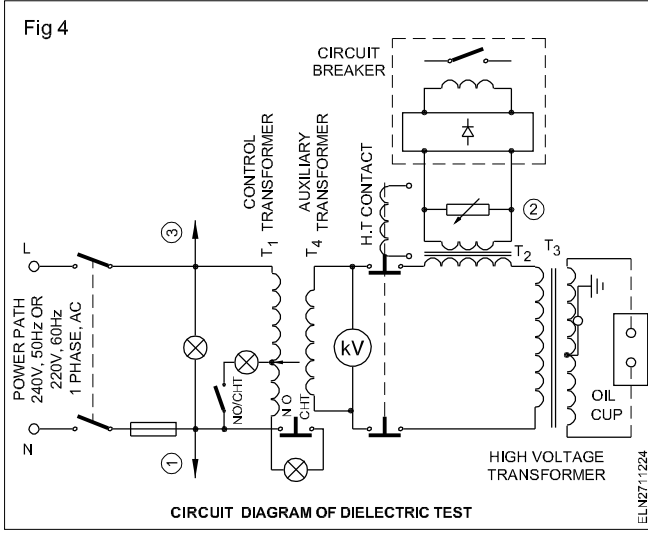 Fig 4
CIRCUIT
BREAKER
CONTROL
TRANSFORMER
T1
AUXILIARY
TRANSFORMER
T4
H.T CONTACT
2
T2
T3
3
L
POWER PATH
240V, 50Hz OR
220V, 60Hz
1 PHASE, AC
N
1
NO/CHT
NO
CHT
kV
OIL
CUP
HIGH VOLTAGE
TRANSFORMER
CIRCUIT DIAGRAM OF DIELECTRIC TEST
ELN2711224